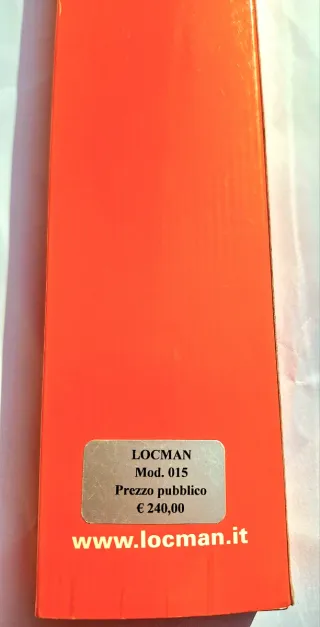 LOCMAN
Mod. 015
Prezzo pubblico
€ 240,00
www.locman.it